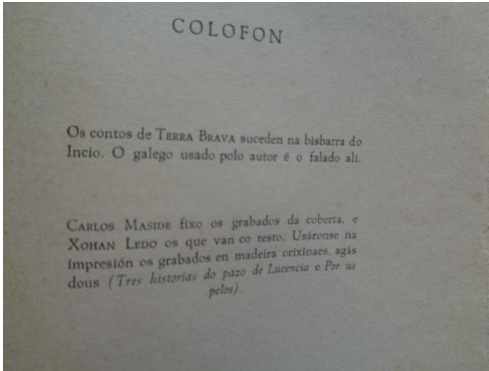 COLOFON
Os contos de TERRA BRAVA suceden na bisbarra do
Incio. O galego usado polo autor é o falado alí.
CARLOS MASIDE fixo os grabados da coberta, e
XOHAN LEDO os que van co testo. Usáronse na
impresión os grabados en madeira orixinaes, agás
dous (Tres historias do pazo de Lucencia e Por us
pelos).